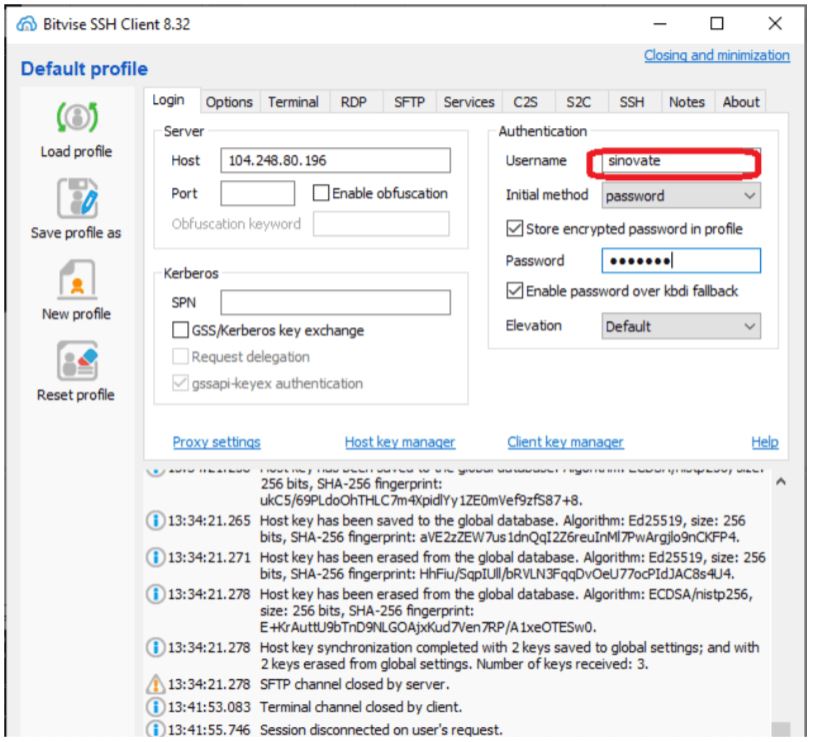 Bitvise SSH Client 8.32
Closing and minimization
Default profile
Load profile
Save profile as
New profile
Reset profile
Login Options Terminal RDP SFTP Services C2S S2C SSH Notes About
Server
Host 104.248.80.196
Port Enable obfuscation
Obfuscation keyword
Kerberos
SPN
GSS/Kerberos key exchange
Request delegation
gssapi-keyex authentication
Authentication
Username sinovate
Initial method password
Store encrypted password in profile
Password •••••••
Enable password over kbdi fallback
Elevation Default
Proxy settings Host key manager Client key manager Help
256 bits, SHA-256 fingerprint:
ukC5/69PLdoOhTHLC7m4XpidlYy1ZE0mVef9zfS87+8.
13:34:21.265 Host key has been saved to the global database. Algorithm: Ed25519, size: 256
bits, SHA-256 fingerprint: aVE2zZEW7us1dnQqI2Z6reuInMl7PwArgjlo9nCKFP4.
13:34:21.271 Host key has been erased from the global database. Algorithm: Ed25519, size: 256
bits, SHA-256 fingerprint: HhFiu/SqpIUll/bRVLN3FqqDvOeU77ocPIdJAC8s4U4.
13:34:21.278 Host key has been erased from the global database. Algorithm: ECDSA/nistp256,
size: 256 bits, SHA-256 fingerprint:
E+KrAuttU9bTnD9NLGOAjxKud7Ven7RP/A1xeOTESw0.
13:34:21.278 Host key synchronization completed with 2 keys saved to global settings; and with
2 keys erased from global settings. Number of keys received: 3.
13:34:21.278 SFTP channel closed by server.
13:41:53.083 Terminal channel closed by client.
13:41:55.746 Session disconnected on user's request.